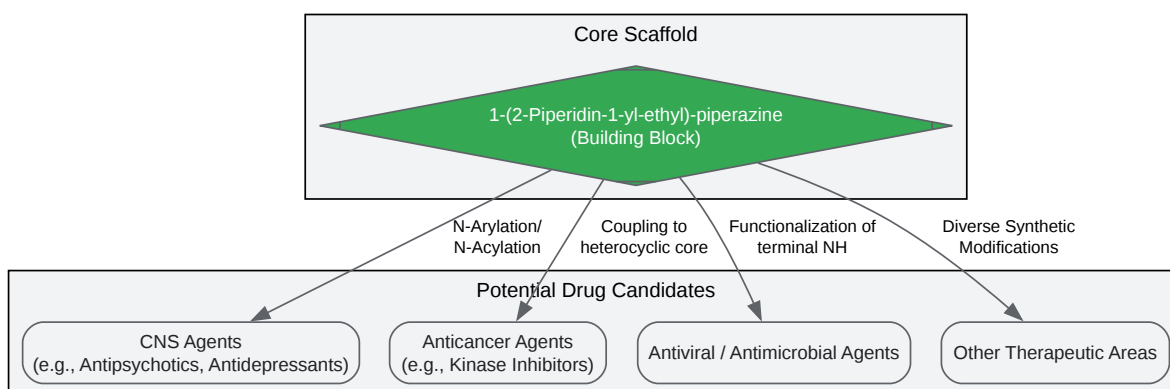 Core Scaffold
1-(2-Piperidin-1-yl-ethyl)-piperazine
(Building Block)
N-Arylation/
N-Acylation
Coupling to
heterocyclic core
Functionalization of
terminal NH
Diverse Synthetic
Modifications
Potential Drug Candidates
CNS Agents
(e.g., Antipsychotics, Antidepressants)
Anticancer Agents
(e.g., Kinase Inhibitors)
Antiviral / Antimicrobial Agents
Other Therapeutic Areas